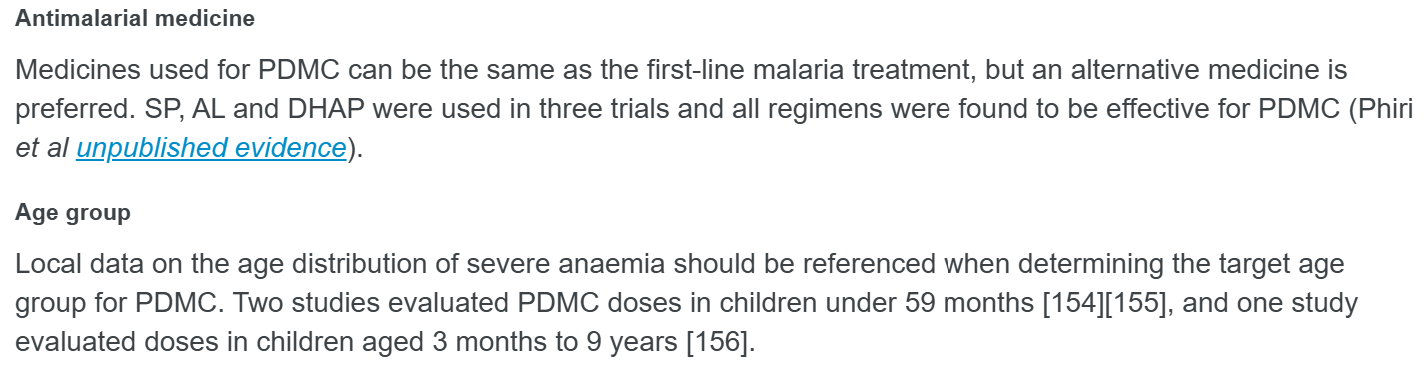 Antimalarial medicine
Medicines used for PDMC can be the same as the first-line malaria treatment, but an alternative medicine is
preferred. SP, AL and DHAP were used in three trials and all regimens were found to be effective for PDMC (Phiri
et al unpublished evidence).
Age group
Local data on the age distribution of severe anaemia should be referenced when determining the target age
group for PDMC. Two studies evaluated PDMC doses in children under 59 months [154][155], and one study
evaluated doses in children aged 3 months to 9 years [156].